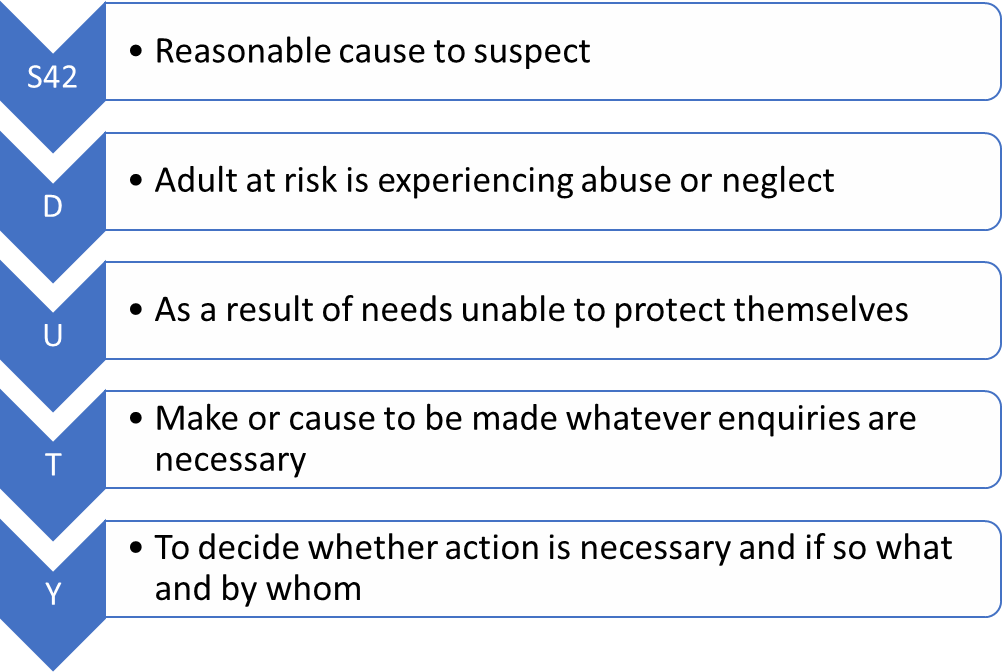 S42
• Reasonable cause to suspect
D
• Adult at risk is experiencing abuse or neglect
U
• As a result of needs unable to protect themselves
T
• Make or cause to be made whatever enquiries are
necessary
Y
• To decide whether action is necessary and if so what
and by whom